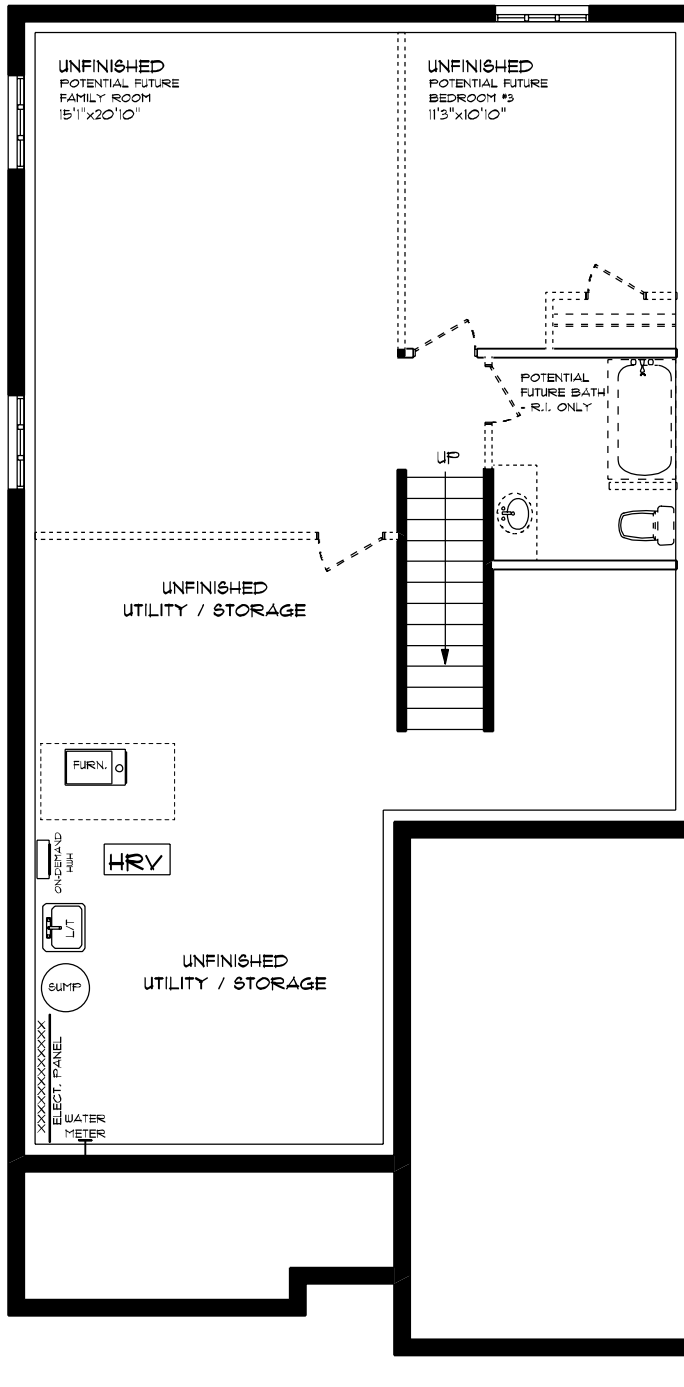 UNFINISHED
POTENTIAL FUTURE
FAMILY ROOM
15'1"x20'10"
UNFINISHED
POTENTIAL FUTURE
BEDROOM #3
11'3"x10'10"
POTENTIAL
FUTURE BATH
- R.I. ONLY
UP
UNFINISHED
UTILITY / STORAGE
FURN.
ON-DEMAND
HWH
HRV
L/T
UNFINISHED
UTILITY / STORAGE
SUMP
XXXXXXXXXXXXX
ELECT. PANEL
WATER
METER